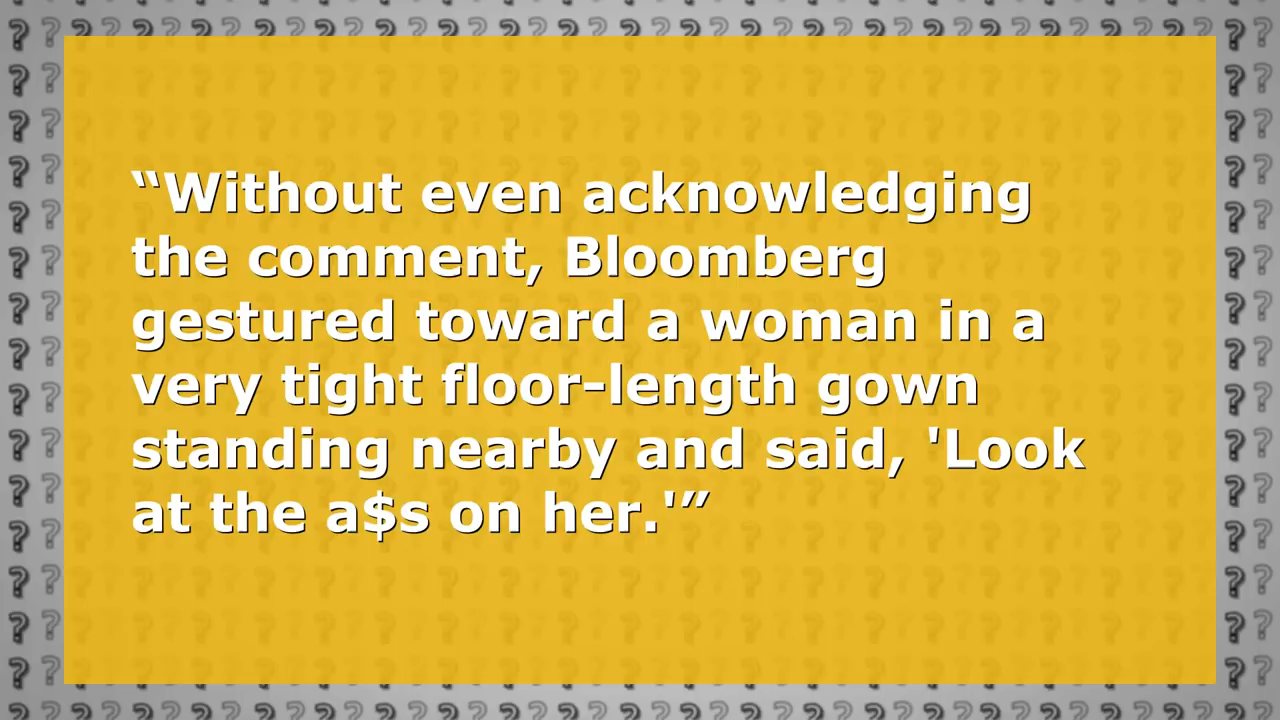 “Without even acknowledging
the comment, Bloomberg
gestured toward a woman in a
very tight floor-length gown
standing nearby and said, 'Look
at the a$s on her.'”